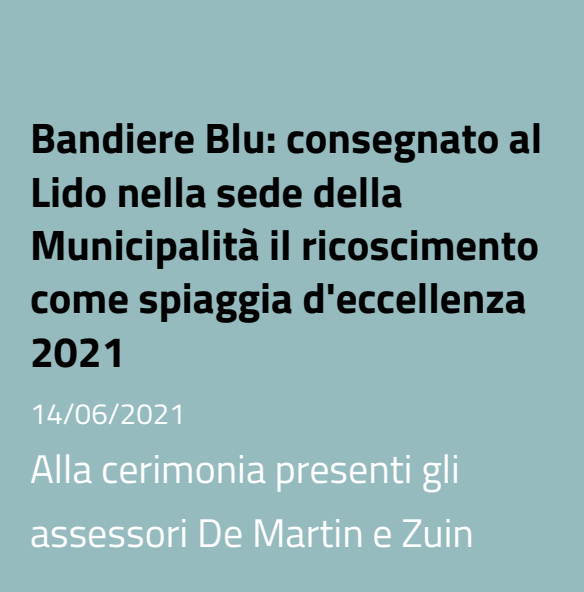 Bandiere Blu: consegnato al
Lido nella sede della
Municipalità il ricoscimento
come spiaggia d'eccellenza
2021
14/06/2021
Alla cerimonia presenti gli
assessori De Martin e Zuin